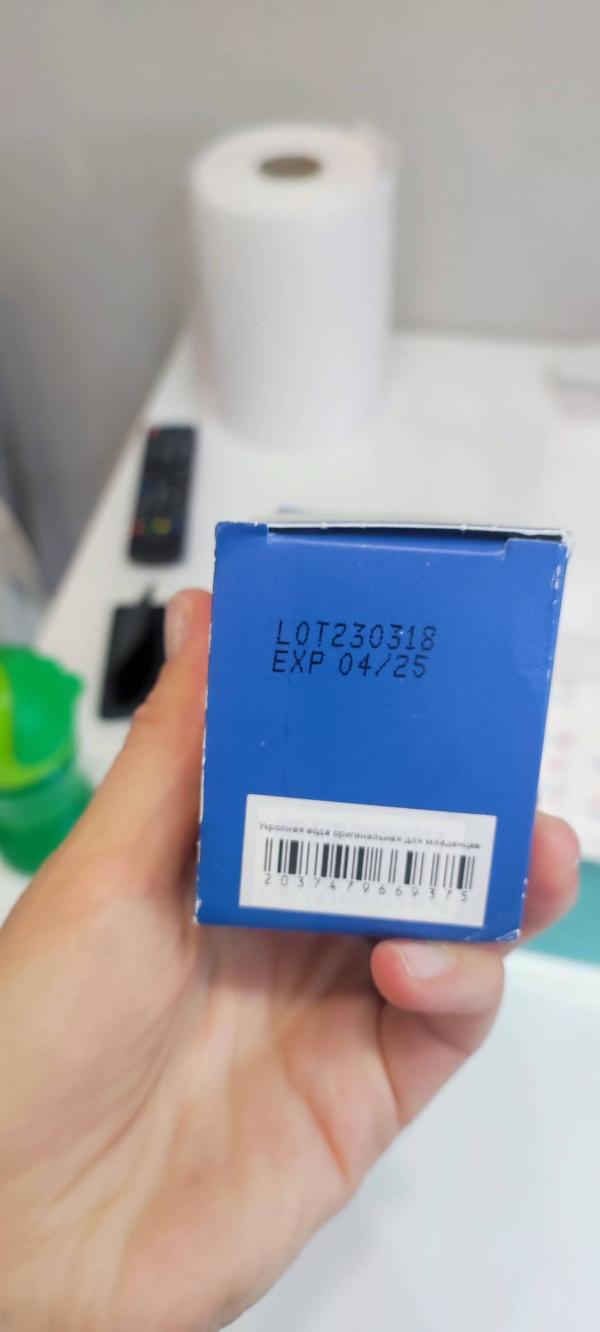 LOT230318
EXP 04/25
Укропная вода оригинальная для младенцев
2037479669375